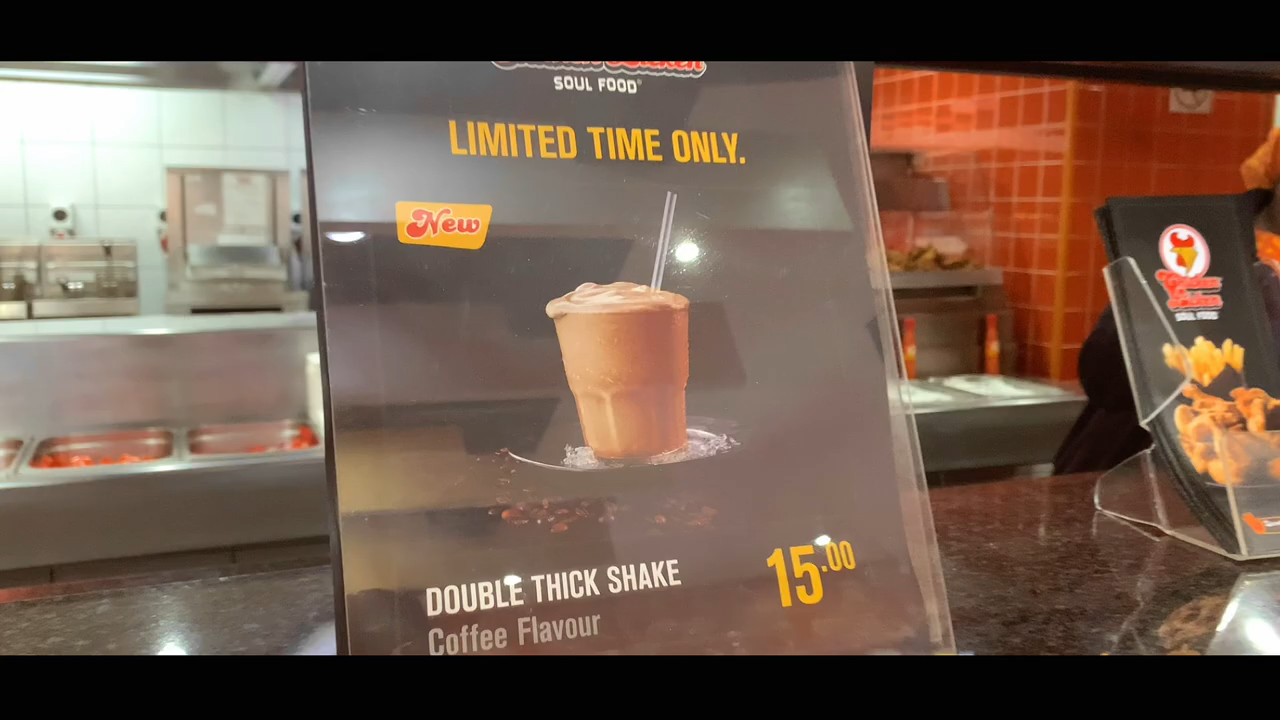 SOUL FOOD
LIMITED TIME ONLY.
New
DOUBLE THICK SHAKE
15.00
Coffee Flavour
SOUL FOOD